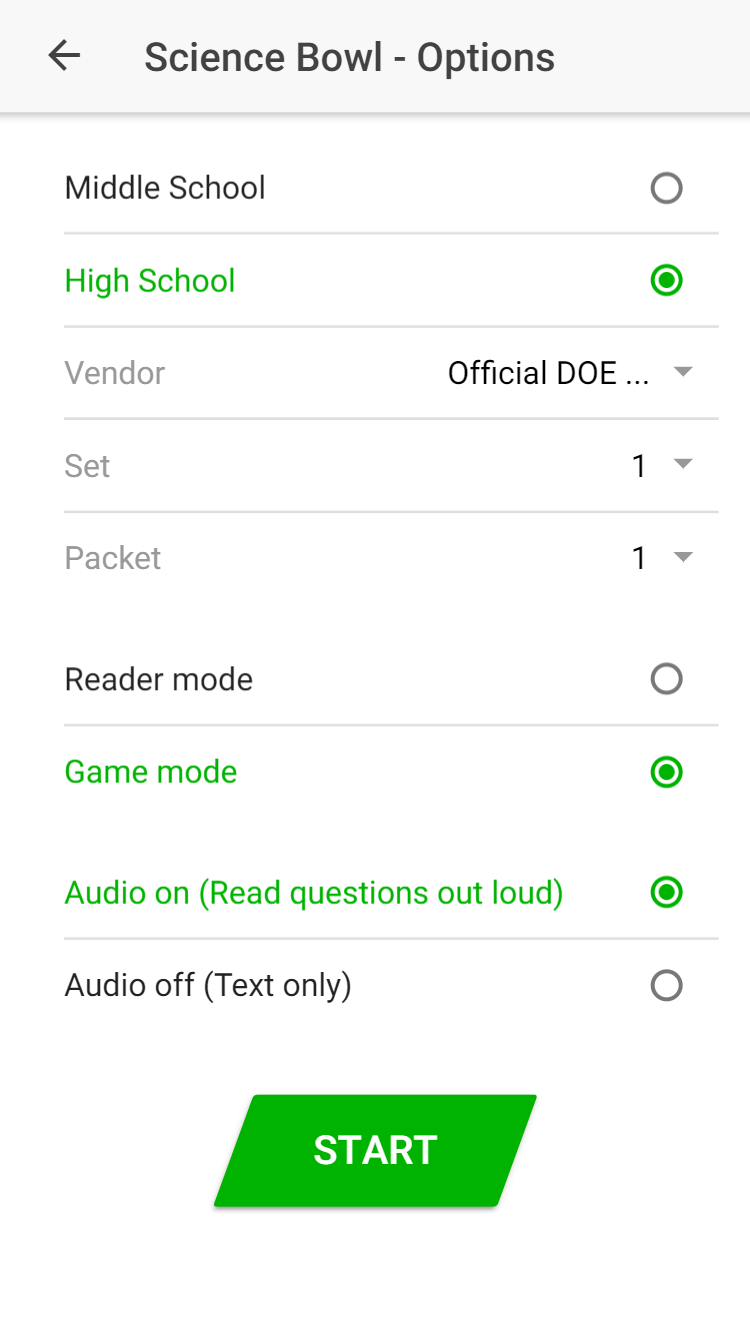 Science Bowl - Options
Middle School
High School
Vendor Official DOE ...
Set 1
Packet 1
Reader mode
Game mode
Audio on (Read questions out loud)
Audio off (Text only)
START